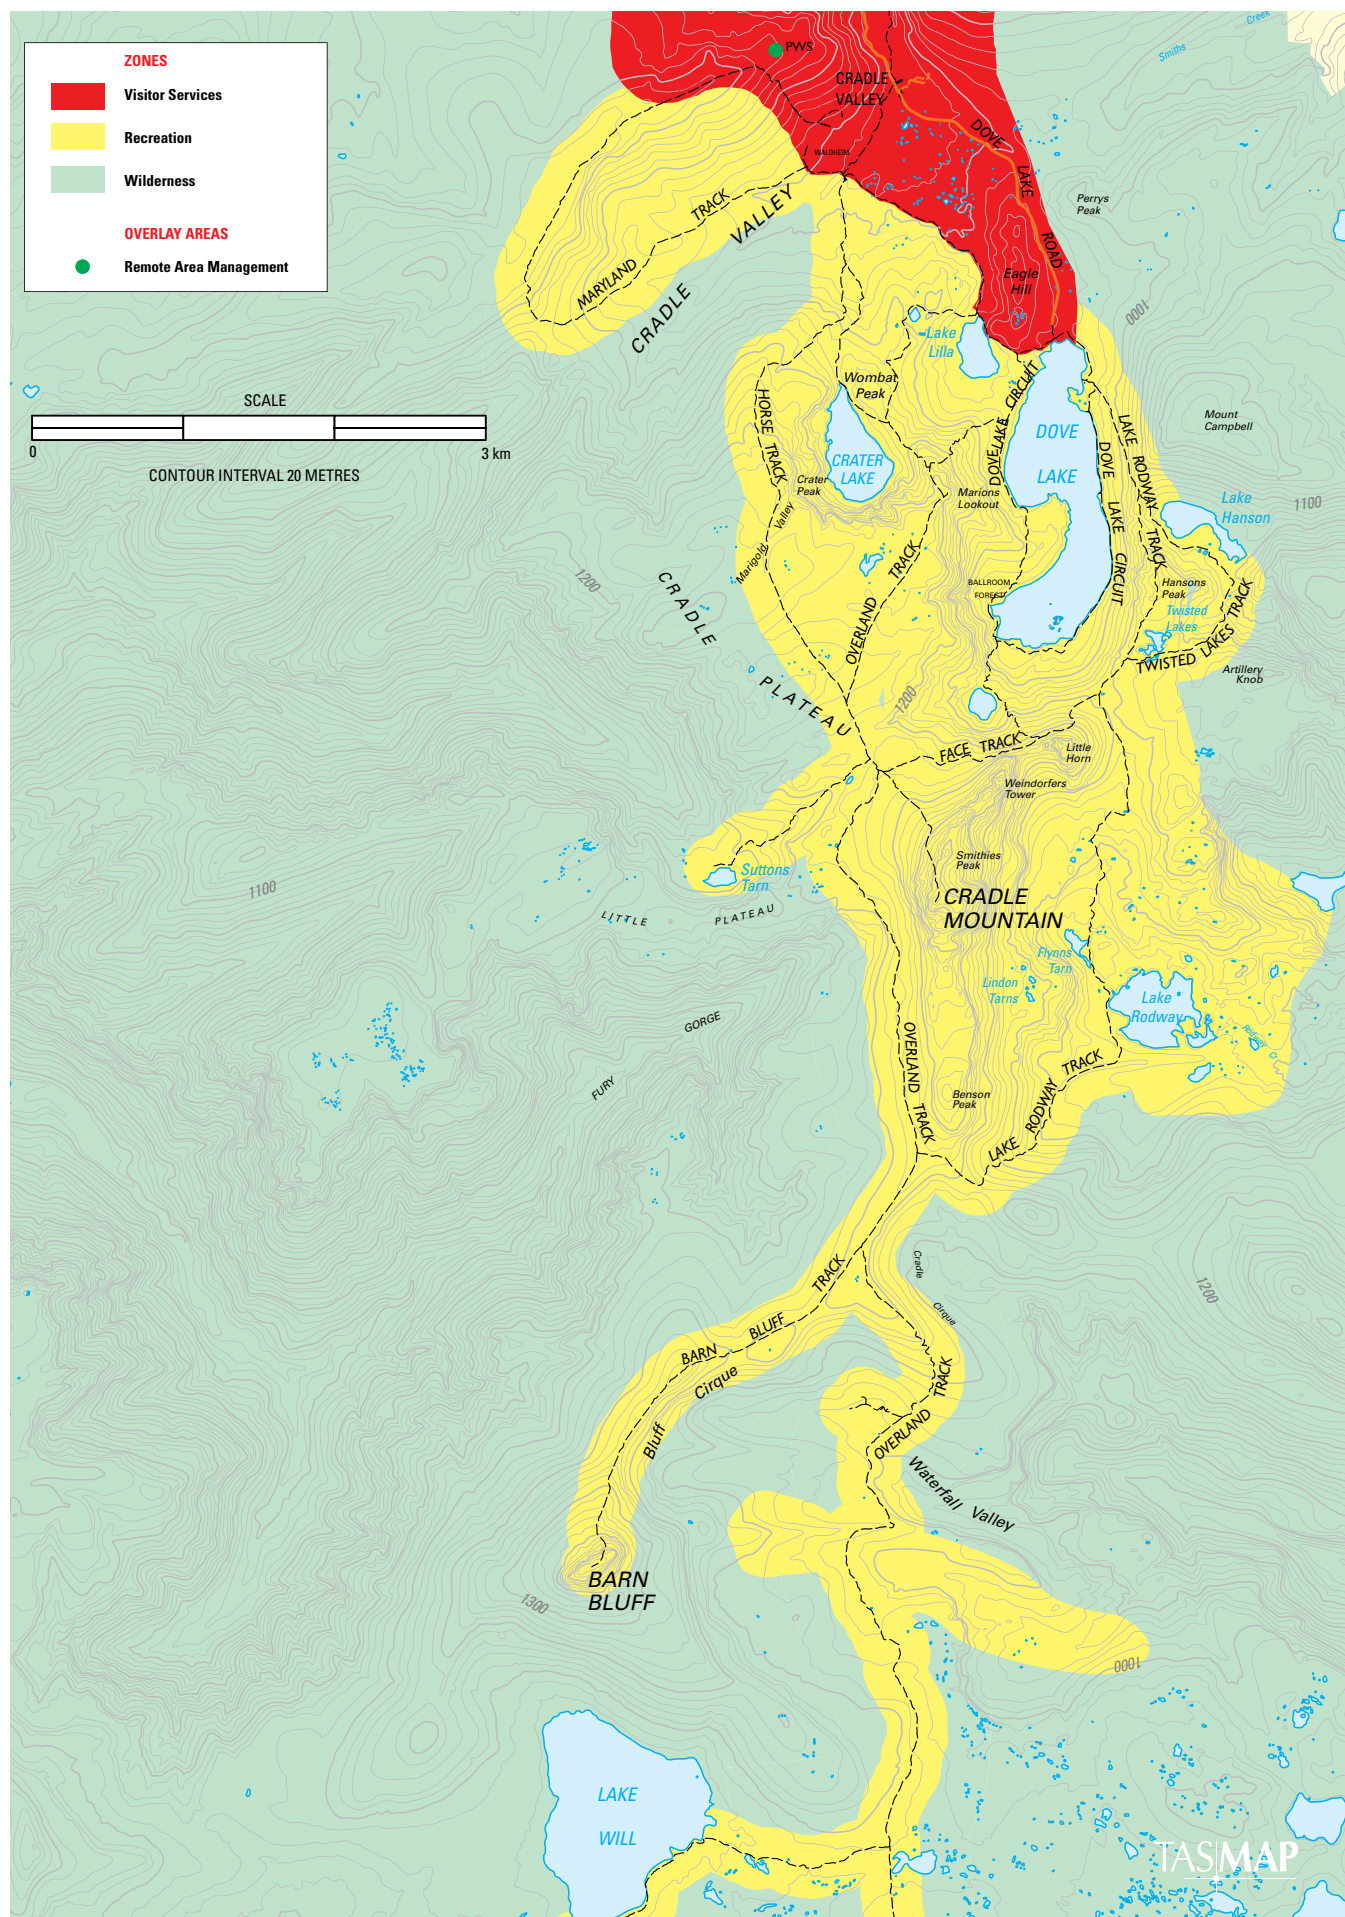 ZONES
Visitor Services
Recreation
Wilderness
OVERLAY AREAS
Remote Area Management
SCALE
0
3 km
CONTOUR INTERVAL 20 METRES
PWS
CRADLE
VALLEY
WALDHEIM
DOVE LAKE ROAD
Smiths Creek
Perrys
Peak
Eagle
Hill
1000
MARYLAND TRACK
CRADLE VALLEY
Lake
Lilla
Wombat
Peak
HORSE TRACK
CRATER
LAKE
Crater
Peak
Marigold Valley
DOVE LAKE CIRCUIT
DOVE
LAKE
Marions
Lookout
LAKE RODWAY TRACK
DOVE LAKE CIRCUIT
Mount
Campbell
Lake
Hanson
1100
Hansons
Peak
Twisted
Lakes
TWISTED LAKES TRACK
Artillery
Knob
BALLROOM
FOREST
OVERLAND TRACK
1200
CRADLE PLATEAU
1200
FACE TRACK
Little
Horn
Weindorfers
Tower
Smithies
Peak
CRADLE
MOUNTAIN
Suttons
Tarn
1100
LITTLE PLATEAU
Flynns
Tarn
Lindon
Tarns
Lake
Rodway
Rodway Cr
FURY GORGE
OVERLAND TRACK
Benson
Peak
LAKE RODWAY TRACK
Cradle Cirque
1200
BARN BLUFF TRACK
Bluff Cirque
OVERLAND TRACK
Waterfall Valley
BARN
BLUFF
1300
1000
LAKE
WILL
TASMAP